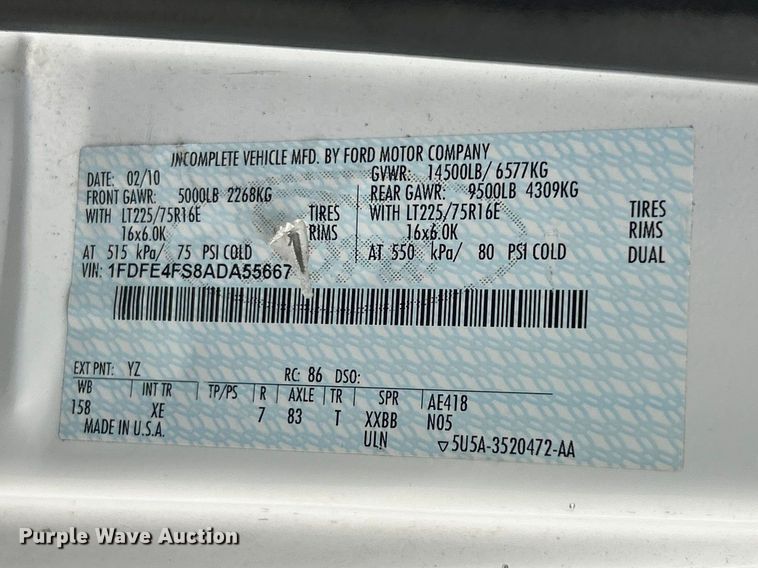 INCOMPLETE VEHICLE MFD. BY FORD MOTOR COMPANY
DATE: 02/10 GVWR: 14500LB/ 6577KG
FRONT GAWR: 5000LB 2268KG REAR GAWR: 9500LB 4309KG
WITH LT225/75R16E TIRES WITH LT225/75R16E TIRES
16x6.0K RIMS 16x6.0K RIMS
AT 515 kPa/ 75 PSI COLD AT 550 kPa/ 80 PSI COLD DUAL
VIN: 1FDFE4FS8ADA55667
EXT PNT: YZ RC: 86 DSO:
WB INT TR TP/PS R AXLE TR SPR AE418
158 XE 7 83 T XXBB N05
MADE IN U.S.A. ULN ▽5U5A-3520472-AA
Purple Wave Auction